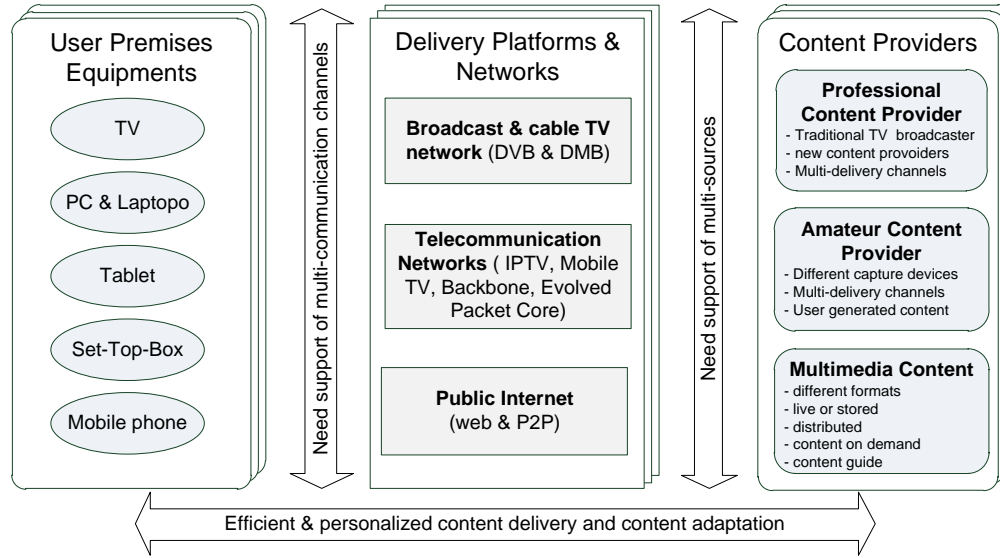 User Premises
Equipments
TV
PC & Laptopo
Tablet
Set-Top-Box
Mobile phone
Need support of multi-communication channels
Delivery Platforms &
Networks
Broadcast & cable TV
network (DVB & DMB)
Telecommunication
Networks ( IPTV, Mobile
TV, Backbone, Evolved
Packet Core)
Public Internet
(web & P2P)
Need support of multi-sources
Content Providers
Professional
Content Provider
- Traditional TV broadcaster
- new content provoiders
- Multi-delivery channels
Amateur Content
Provider
- Different capture devices
- Multi-delivery channels
- User generated content
Multimedia Content
- different formats
- live or stored
- distributed
- content on demand
- content guide
Efficient & personalized content delivery and content adaptation